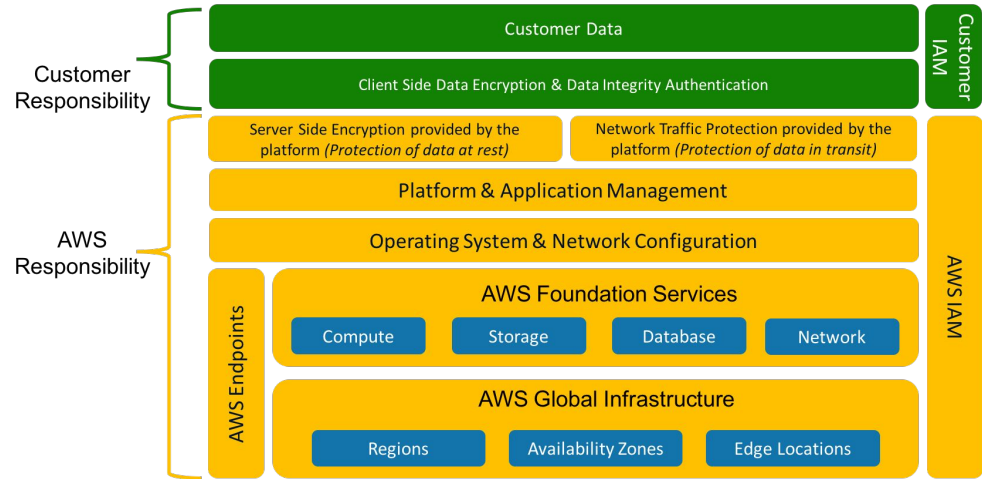 Customer Data
Client Side Data Encryption & Data Integrity Authentication
Customer
IAM
Customer
Responsibility
Server Side Encryption provided by the
platform (Protection of data at rest)
Network Traffic Protection provided by the
platform (Protection of data in transit)
Platform & Application Management
Operating System & Network Configuration
AWS
Responsibility
AWS Endpoints
AWS Foundation Services
Compute
Storage
Database
Network
AWS IAM
AWS Global Infrastructure
Regions
Availability Zones
Edge Locations